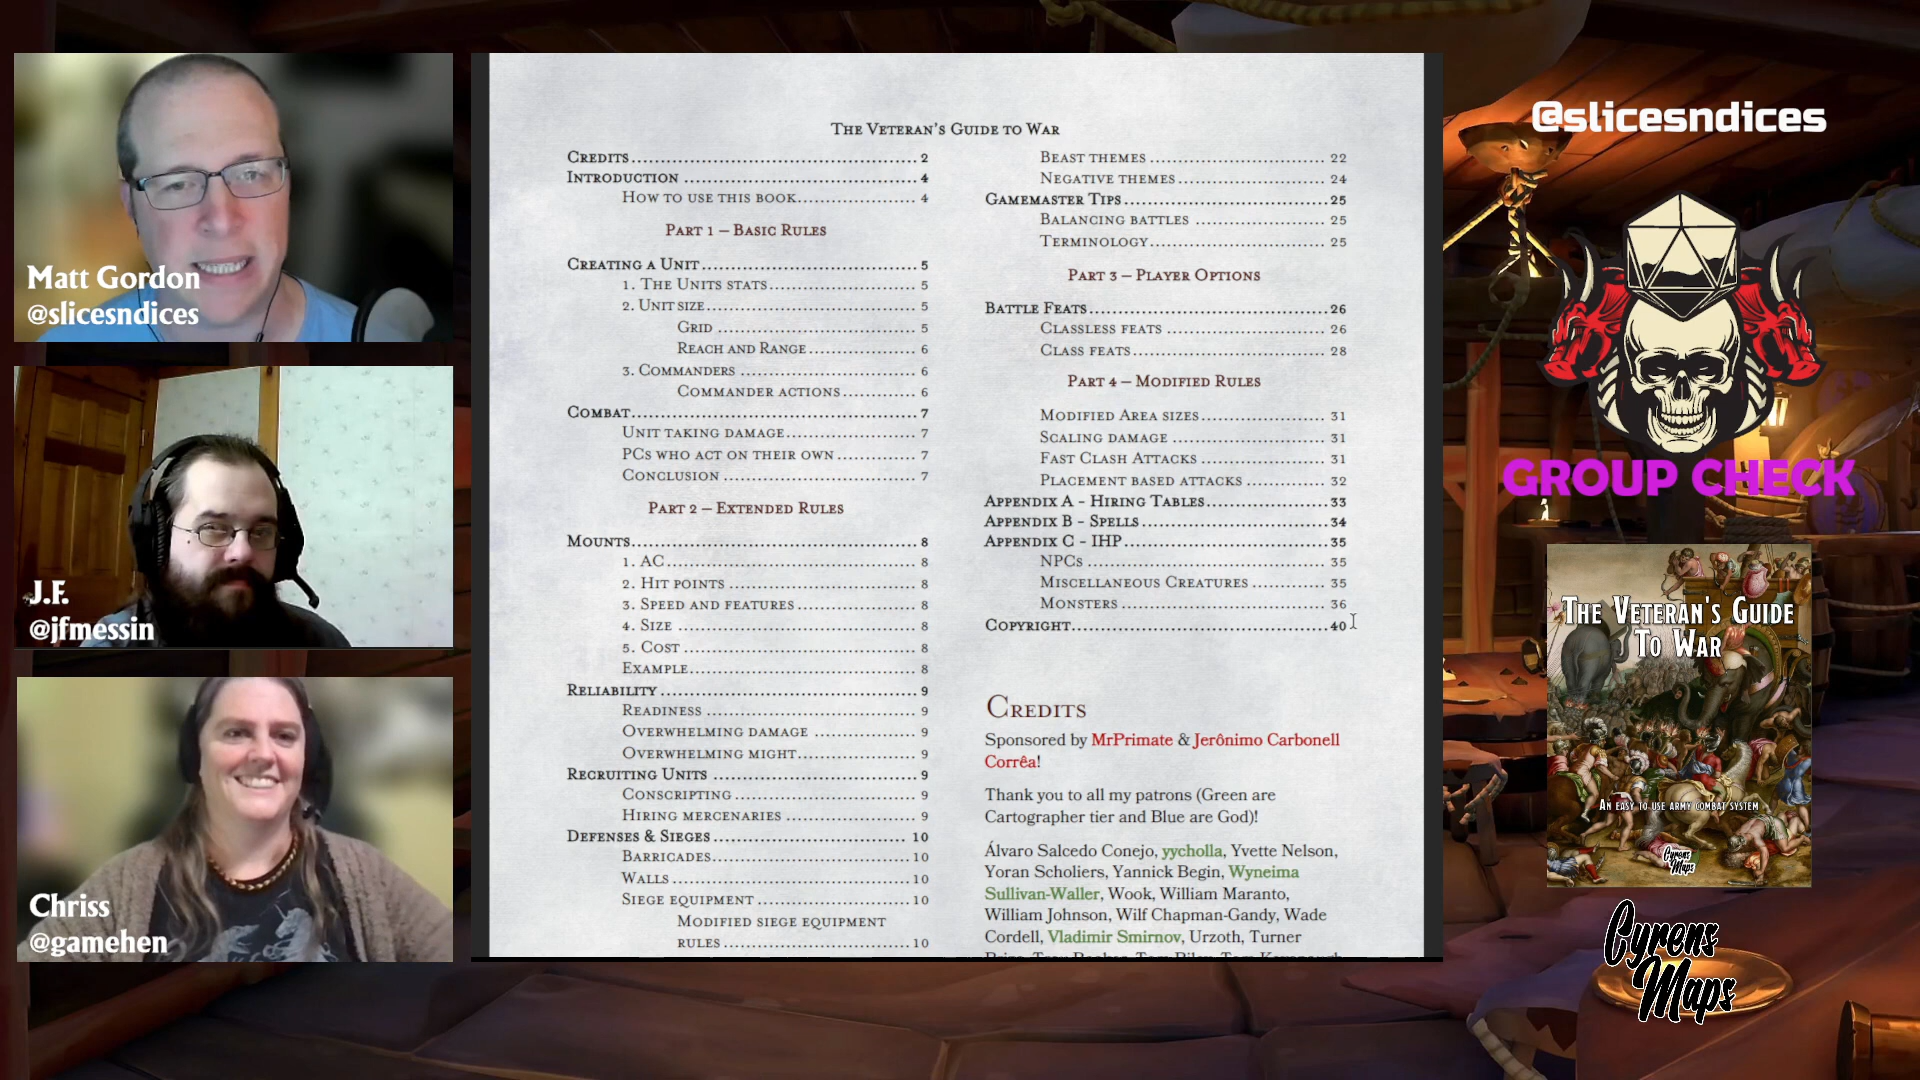 Matt Gordon
@slicesndices
J.F.
@jfmessin
Chriss
@gamehen
The Veteran's Guide to War
Credits 2
Introduction 4
How to use this book 4
Part 1 – Basic Rules
Creating a Unit 5
1. The Units stats 5
2. Unit size 5
Grid 5
Reach and Range 6
3. Commanders 6
Commander actions 6
Combat 7
Unit taking damage 7
PCs who act on their own 7
Conclusion 7
Part 2 – Extended Rules
Mounts 8
1. AC 8
2. Hit points 8
3. Speed and features 8
4. Size 8
5. Cost 8
Example 8
Reliability 9
Readiness 9
Overwhelming damage 9
Overwhelming might 9
Recruiting Units 9
Conscripting 9
Hiring mercenaries 9
Defenses & Sieges 10
Barricades 10
Walls 10
Siege equipment 10
Modified siege equipment
rules 10
Beast themes 22
Negative themes 24
Gamemaster Tips 25
Balancing battles 25
Terminology 25
Part 3 – Player Options
Battle Feats 26
Classless feats 26
Class feats 28
Part 4 – Modified Rules
Modified Area sizes 31
Scaling damage 31
Fast Clash Attacks 31
Placement based attacks 32
Appendix A - Hiring Tables 33
Appendix B - Spells 34
Appendix C - IHP 35
NPCs 35
Miscellaneous Creatures 35
Monsters 36
Copyright 40
Credits
Sponsored by MrPrimate & Jerônimo Carbonell
Corrêa!
Thank you to all my patrons (Green are
Cartographer tier and Blue are God)!
Álvaro Salcedo Conejo, yycholla, Yvette Nelson,
Yoran Scholiers, Yannick Begin, Wyneima
Sullivan-Waller, Wook, William Maranto,
William Johnson, Wilf Chapman-Gandy, Wade
Cordell, Vladimir Smirnov, Urzoth, Turner
@slicesndices
GROUP CHECK
The Veteran's Guide
To War
An easy to use army combat system
Cyrens
Maps
Cyrens
Maps